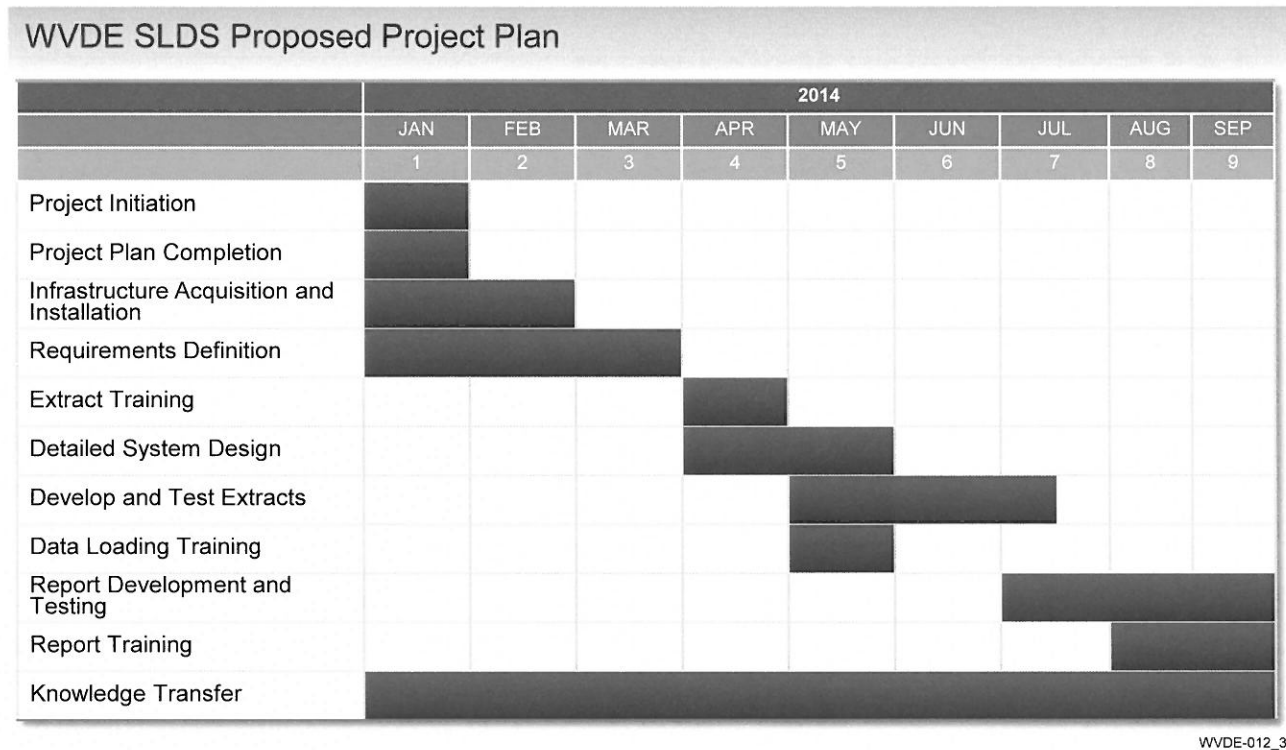 WVDE SLDS Proposed Project Plan
2014
JAN FEB MAR APR MAY JUN JUL AUG SEP
1 2 3 4 5 6 7 8 9
Project Initiation
Project Plan Completion
Infrastructure Acquisition and
Installation
Requirements Definition
Extract Training
Detailed System Design
Develop and Test Extracts
Data Loading Training
Report Development and
Testing
Report Training
Knowledge Transfer
WVDE-012_3